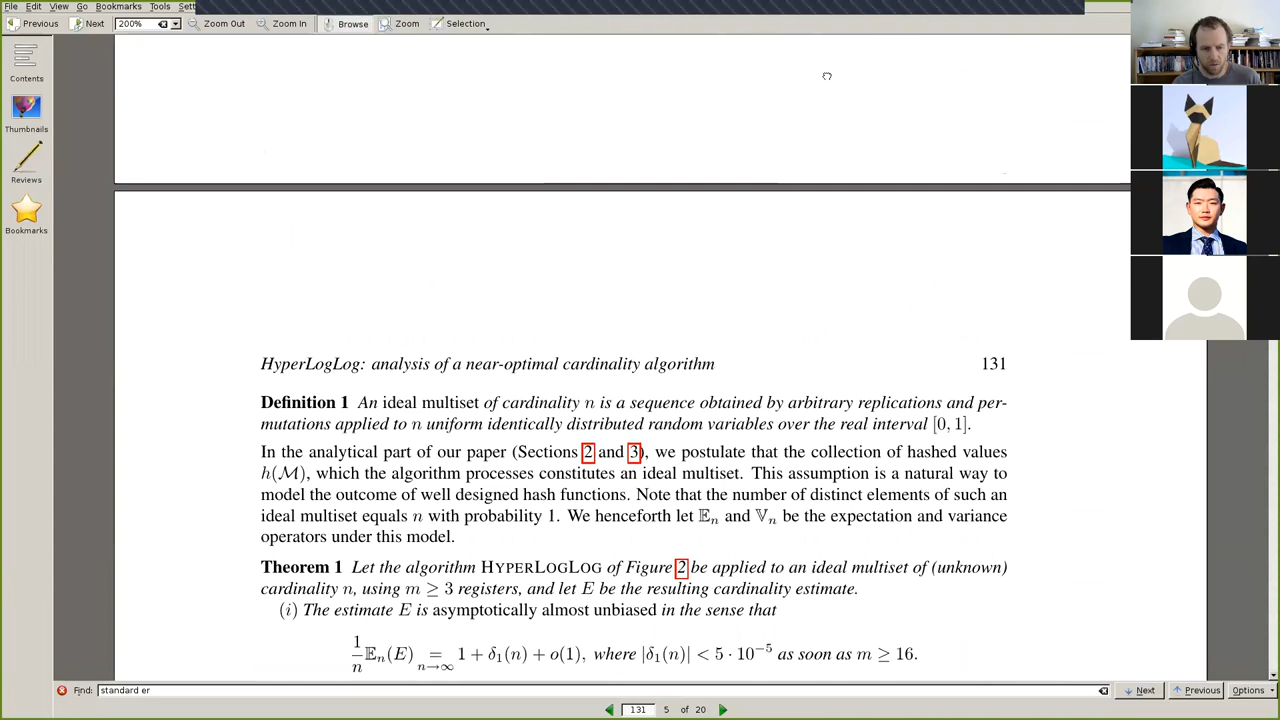 File Edit View Go Bookmarks Tools Sett
Previous Next 200% Zoom Out Zoom In Browse Zoom Selection
Contents
Thumbnails
Reviews
Bookmarks
HyperLogLog: analysis of a near-optimal cardinality algorithm 131
Definition 1 An ideal multiset of cardinality n is a sequence obtained by arbitrary replications and per-
mutations applied to n uniform identically distributed random variables over the real interval [0, 1].
In the analytical part of our paper (Sections 2 and 3), we postulate that the collection of hashed values
h(ℳ), which the algorithm processes constitutes an ideal multiset. This assumption is a natural way to
model the outcome of well designed hash functions. Note that the number of distinct elements of such an
ideal multiset equals n with probability 1. We henceforth let 𝔼ₙ and 𝕍ₙ be the expectation and variance
operators under this model.
Theorem 1 Let the algorithm HYPERLOGLOG of Figure 2 be applied to an ideal multiset of (unknown)
cardinality n, using m ≥ 3 registers, and let E be the resulting cardinality estimate.
(i) The estimate E is asymptotically almost unbiased in the sense that
1/n 𝔼ₙ(E) =_{n→∞} 1 + δ₁(n) + o(1), where |δ₁(n)| < 5 · 10⁻⁵ as soon as m ≥ 16.
Find: standard er Next Previous Options
131 5 of 20